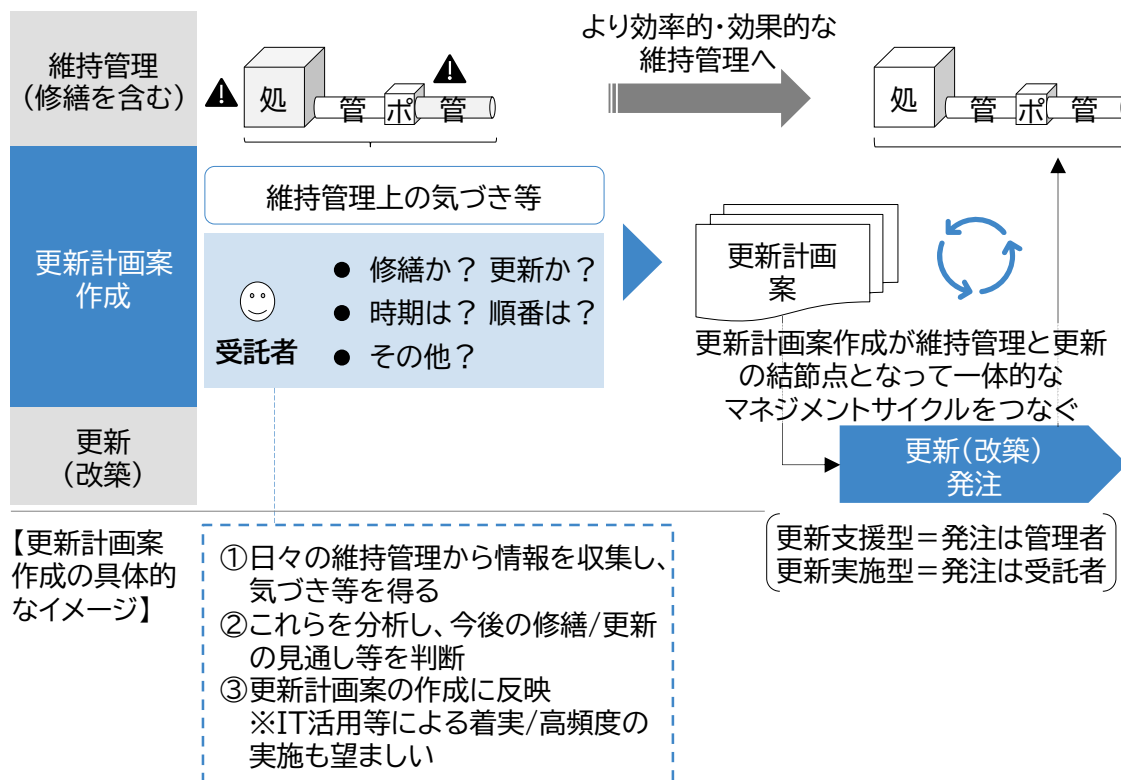 維持管理
（修繕を含む）
処
管
ポ
管
より効率的・効果的な
維持管理へ
処
管
ポ
管
更新計画案
作成
維持管理上の気づき等
受託者
● 修繕か？ 更新か？
● 時期は？ 順番は？
● その他？
更新計画
案
更新計画案作成が維持管理と更新
の結節点となって一体的な
マネジメントサイクルをつなぐ
更新
（改築）
更新（改築）
発注
更新支援型＝発注は管理者
更新実施型＝発注は受託者
【更新計画案
作成の具体的
なイメージ】
①日々の維持管理から情報を収集し、
気づき等を得る
②これらを分析し、今後の修繕/更新
の見通し等を判断
③更新計画案の作成に反映
※IT活用等による着実/高頻度の
実施も望ましい